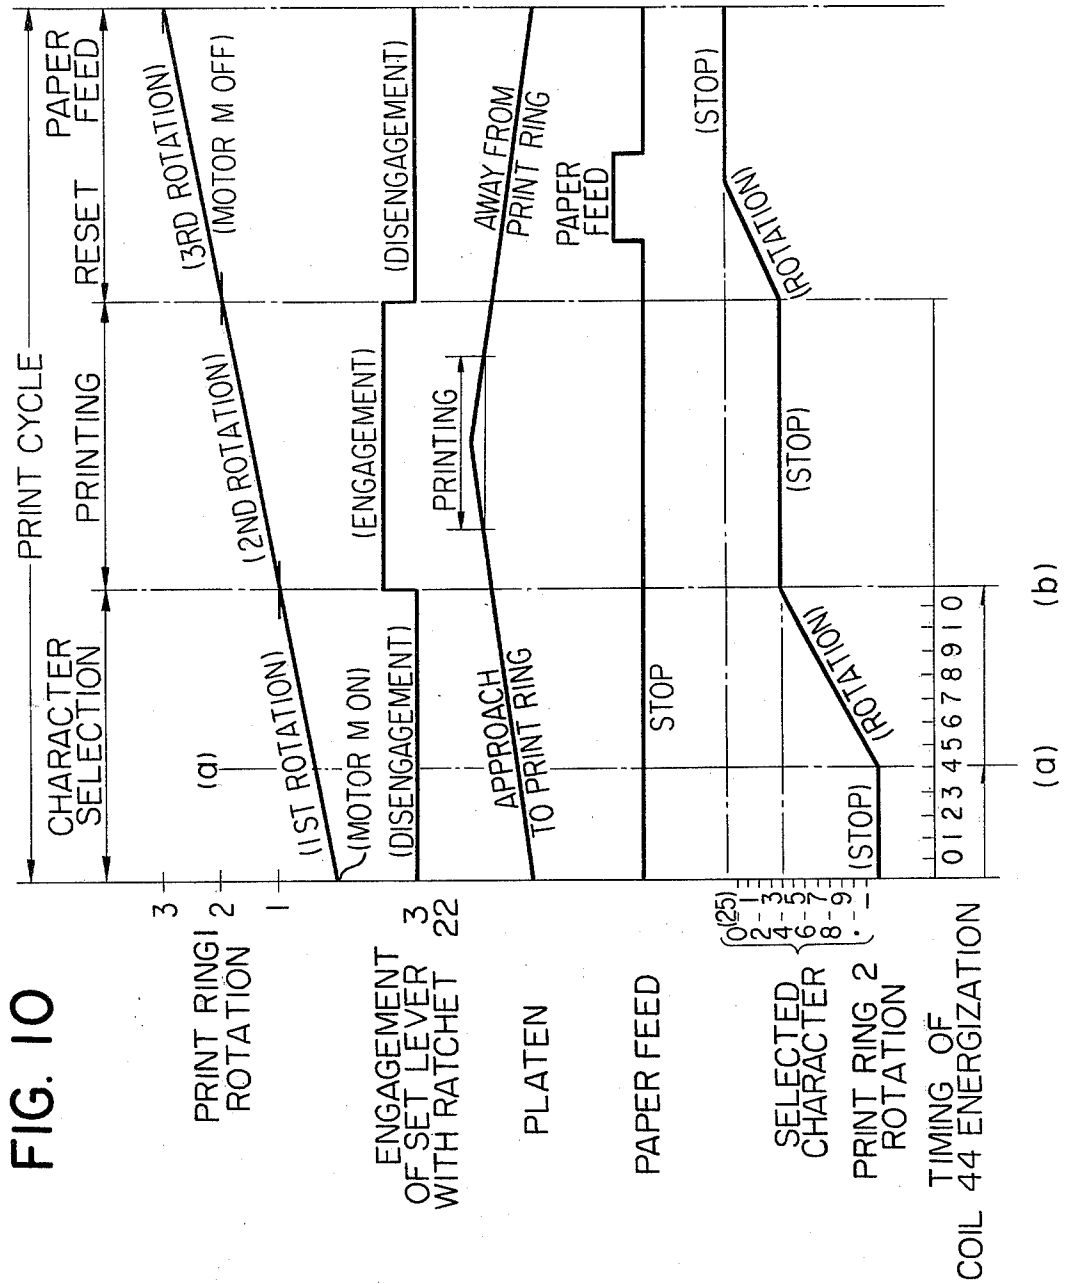 FIG. 10
PRINT CYCLE
CHARACTER
SELECTION
PRINTING
RESET
PAPER
FEED
PRINT RING1
ROTATION
3
2
1
(1ST ROTATION)
(2ND ROTATION)
(3RD ROTATION)
(MOTOR M ON)
(MOTOR M OFF)
(a)
ENGAGEMENT
OF SET LEVER 3
WITH RATCHET 22
(DISENGAGEMENT)
(ENGAGEMENT)
(DISENGAGEMENT)
PLATEN
APPROACH
TO PRINT RING
PRINTING
AWAY FROM
PRINT RING
PAPER FEED
STOP
PAPER
FEED
SELECTED
CHARACTER
0(25)
1
2
3
4
5
6
7
8
9
.
-
PRINT RING 2
ROTATION
(STOP)
(ROTATION)
(STOP)
(ROTATION)
(STOP)
TIMING OF
COIL 44 ENERGIZATION
0 1 2 3 4 5 6 7 8 9 10
(a)
(b)